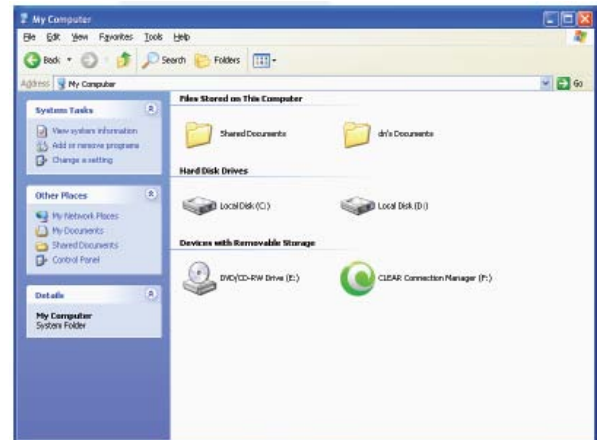 My Computer
File Edit View Favorites Tools Help
Back Search Folders
Address My Computer Go
System Tasks
View system information
Add or remove programs
Change a setting
Other Places
My Network Places
My Documents
Shared Documents
Control Panel
Details
My Computer
System Folder
Files Stored on This Computer
Shared Documents dn's Documents
Hard Disk Drives
Local Disk (C:) Local Disk (D:)
Devices with Removable Storage
DVD/CD-RW Drive (E:) CLEAR Connection Manager (F:)